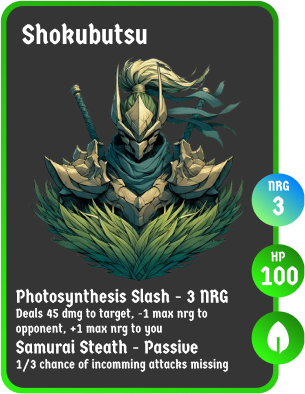 Shokubutsu
NRG
3
HP
100
Photosynthesis Slash - 3 NRG
Deals 45 dmg to target, -1 max nrg to
opponent, +1 max nrg to you
Samurai Steath - Passive
1/3 chance of incomming attacks missing